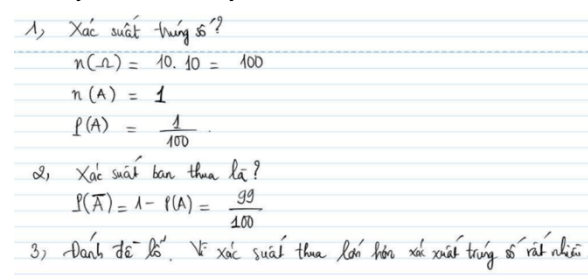 1, Xác suất trúng số?
n(Ω) = 10.10 = 100
n(A) = 1
P(A) = 1/100.
2, Xác suất bạn thua là?
P(A̅) = 1 - P(A) = 99/100
3, Đánh đề lỗ. Vì xác suất thua lớn hơn xác xuất trúng số rất nhiều